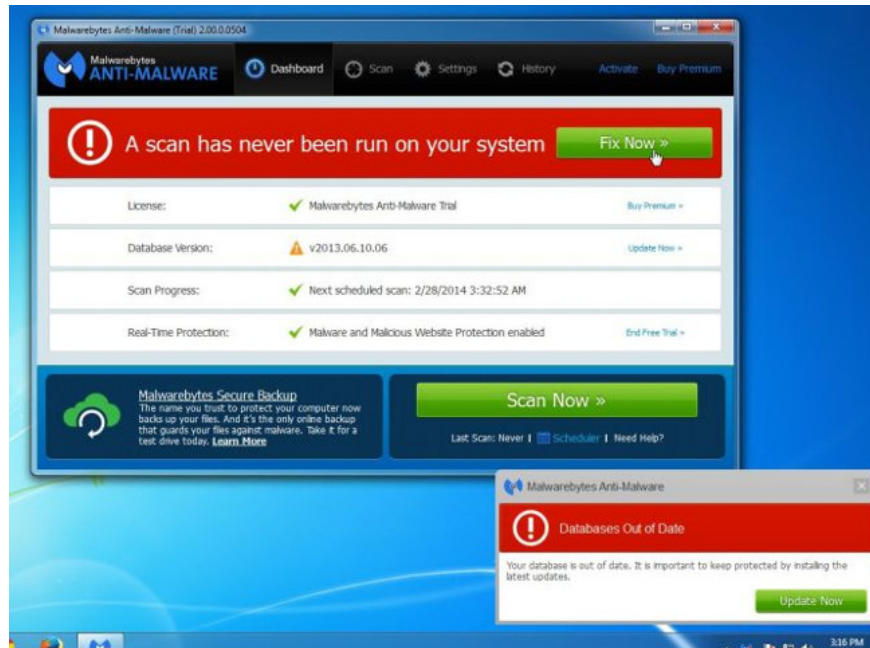 Malwarebytes Anti-Malware (Trial) 2.00.0.0504
Malwarebytes
ANTI-MALWARE
Dashboard
Scan
Settings
History
Activate
Buy Premium
A scan has never been run on your system
Fix Now »
License:
Malwarebytes Anti-Malware Trial
Buy Premium »
Database Version:
v2013.06.10.06
Update Now »
Scan Progress:
Next scheduled scan: 2/28/2014 3:32:52 AM
Real-Time Protection:
Malware and Malicious Website Protection enabled
End Free Trial »
Malwarebytes Secure Backup
The name you trust to protect your computer now
backs up your files. And it's the only online backup
that guards your files against malware. Take it for a
test drive today. Learn More
Scan Now »
Last Scan: Never | Scheduler | Need Help?
Malwarebytes Anti-Malware
Databases Out of Date
Your database is out of date. It is important to keep protected by installing the
latest updates.
Update Now
3:16 PM